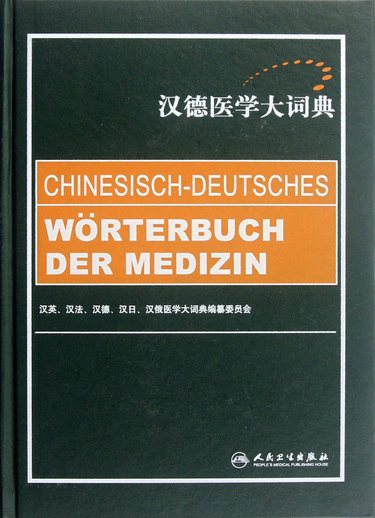 汉德医学大词典
CHINESISCH-DEUTSCHES
WÖRTERBUCH
DER MEDIZIN
汉英、汉法、汉德、汉日、汉俄医学大词典编纂委员会
人民卫生出版社
PEOPLE'S MEDICAL PUBLISHING HOUSE